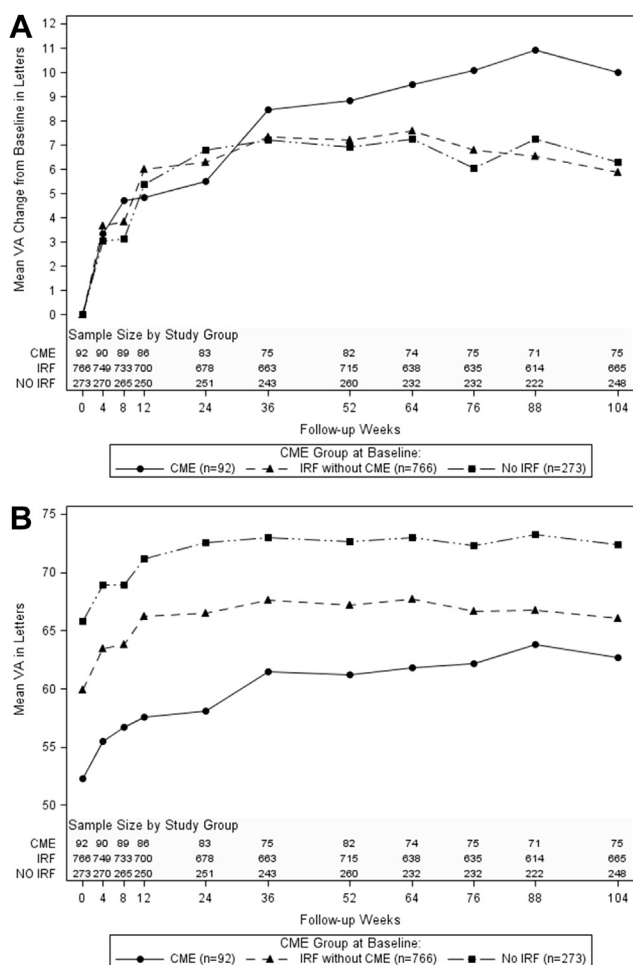 A
Mean VA Change from Baseline in Letters
12
11
10
9
8
7
6
5
4
3
2
1
0
Sample Size by Study Group
CME 92 90 89 86 83 75 82 74 75 71 75
IRF 766 749 733 700 678 663 715 638 635 614 665
NO IRF 273 270 265 250 251 243 260 232 232 222 248
0 4 8 12 24 36 52 64 76 88 104
Follow-up Weeks
CME Group at Baseline:
CME (n=92) IRF without CME (n=766) No IRF (n=273)
B
Mean VA in Letters
75
70
65
60
55
50
Sample Size by Study Group
CME 92 90 89 86 83 75 82 74 75 71 75
IRF 766 749 733 700 678 663 715 638 635 614 665
NO IRF 273 270 265 250 251 243 260 232 232 222 248
0 4 8 12 24 36 52 64 76 88 104
Follow-up Weeks
CME Group at Baseline:
CME (n=92) IRF without CME (n=766) No IRF (n=273)